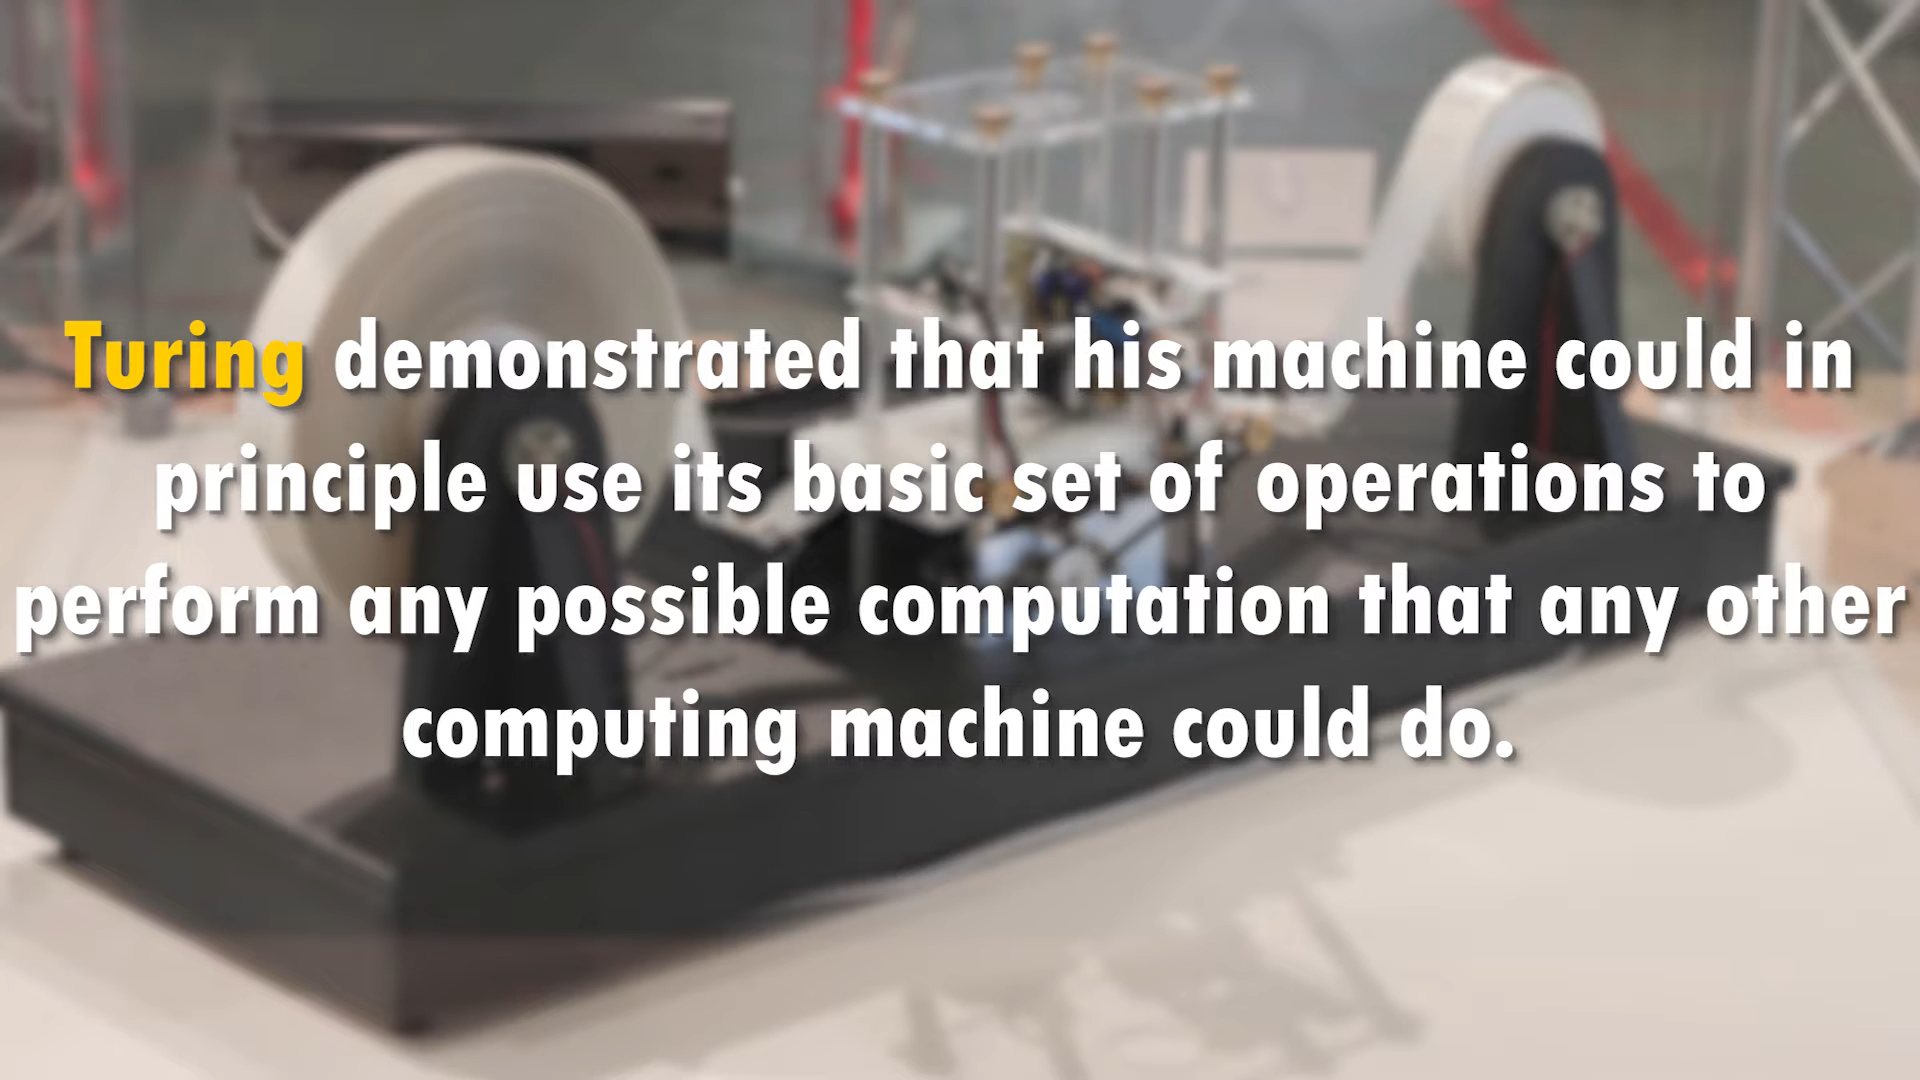 Turing demonstrated that his machine could in
principle use its basic set of operations to
perform any possible computation that any other
computing machine could do.